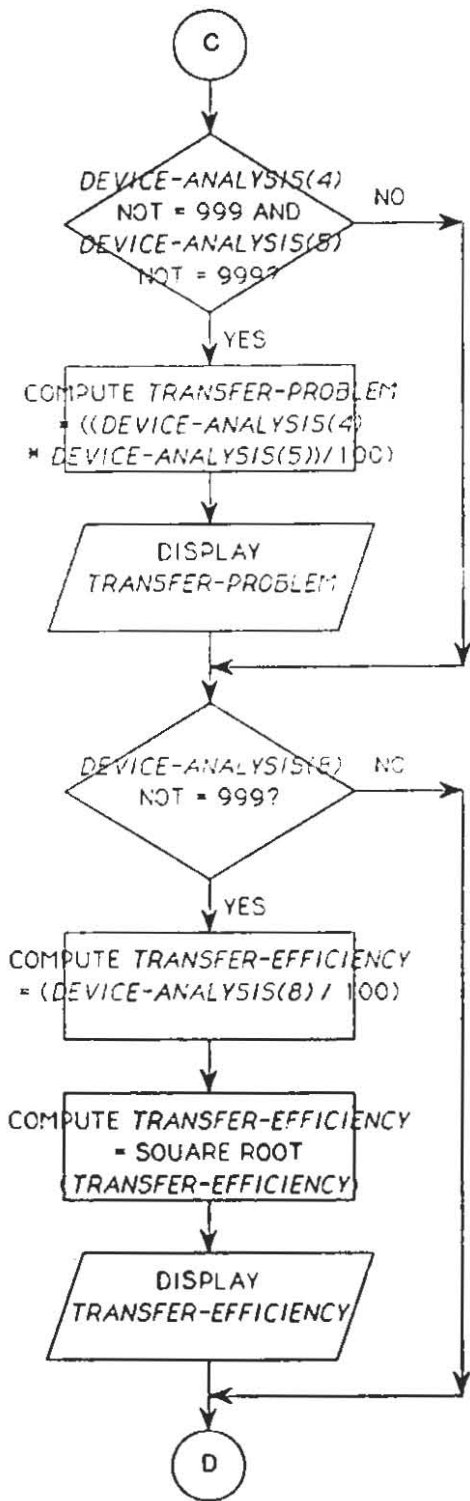 C
DEVICE-ANALYSIS(4)
NOT = 999 AND
DEVICE-ANALYSIS(5)
NOT = 999?
NO
YES
COMPUTE TRANSFER-PROBLEM
= ((DEVICE-ANALYSIS(4)
* DEVICE-ANALYSIS(5))/100)
DISPLAY
TRANSFER-PROBLEM
DEVICE-ANALYSIS(8)
NOT = 999?
NO
YES
COMPUTE TRANSFER-EFFICIENCY
= (DEVICE-ANALYSIS(8) / 100)
COMPUTE TRANSFER-EFFICIENCY
= SQUARE ROOT
(TRANSFER-EFFICIENCY)
DISPLAY
TRANSFER-EFFICIENCY
D